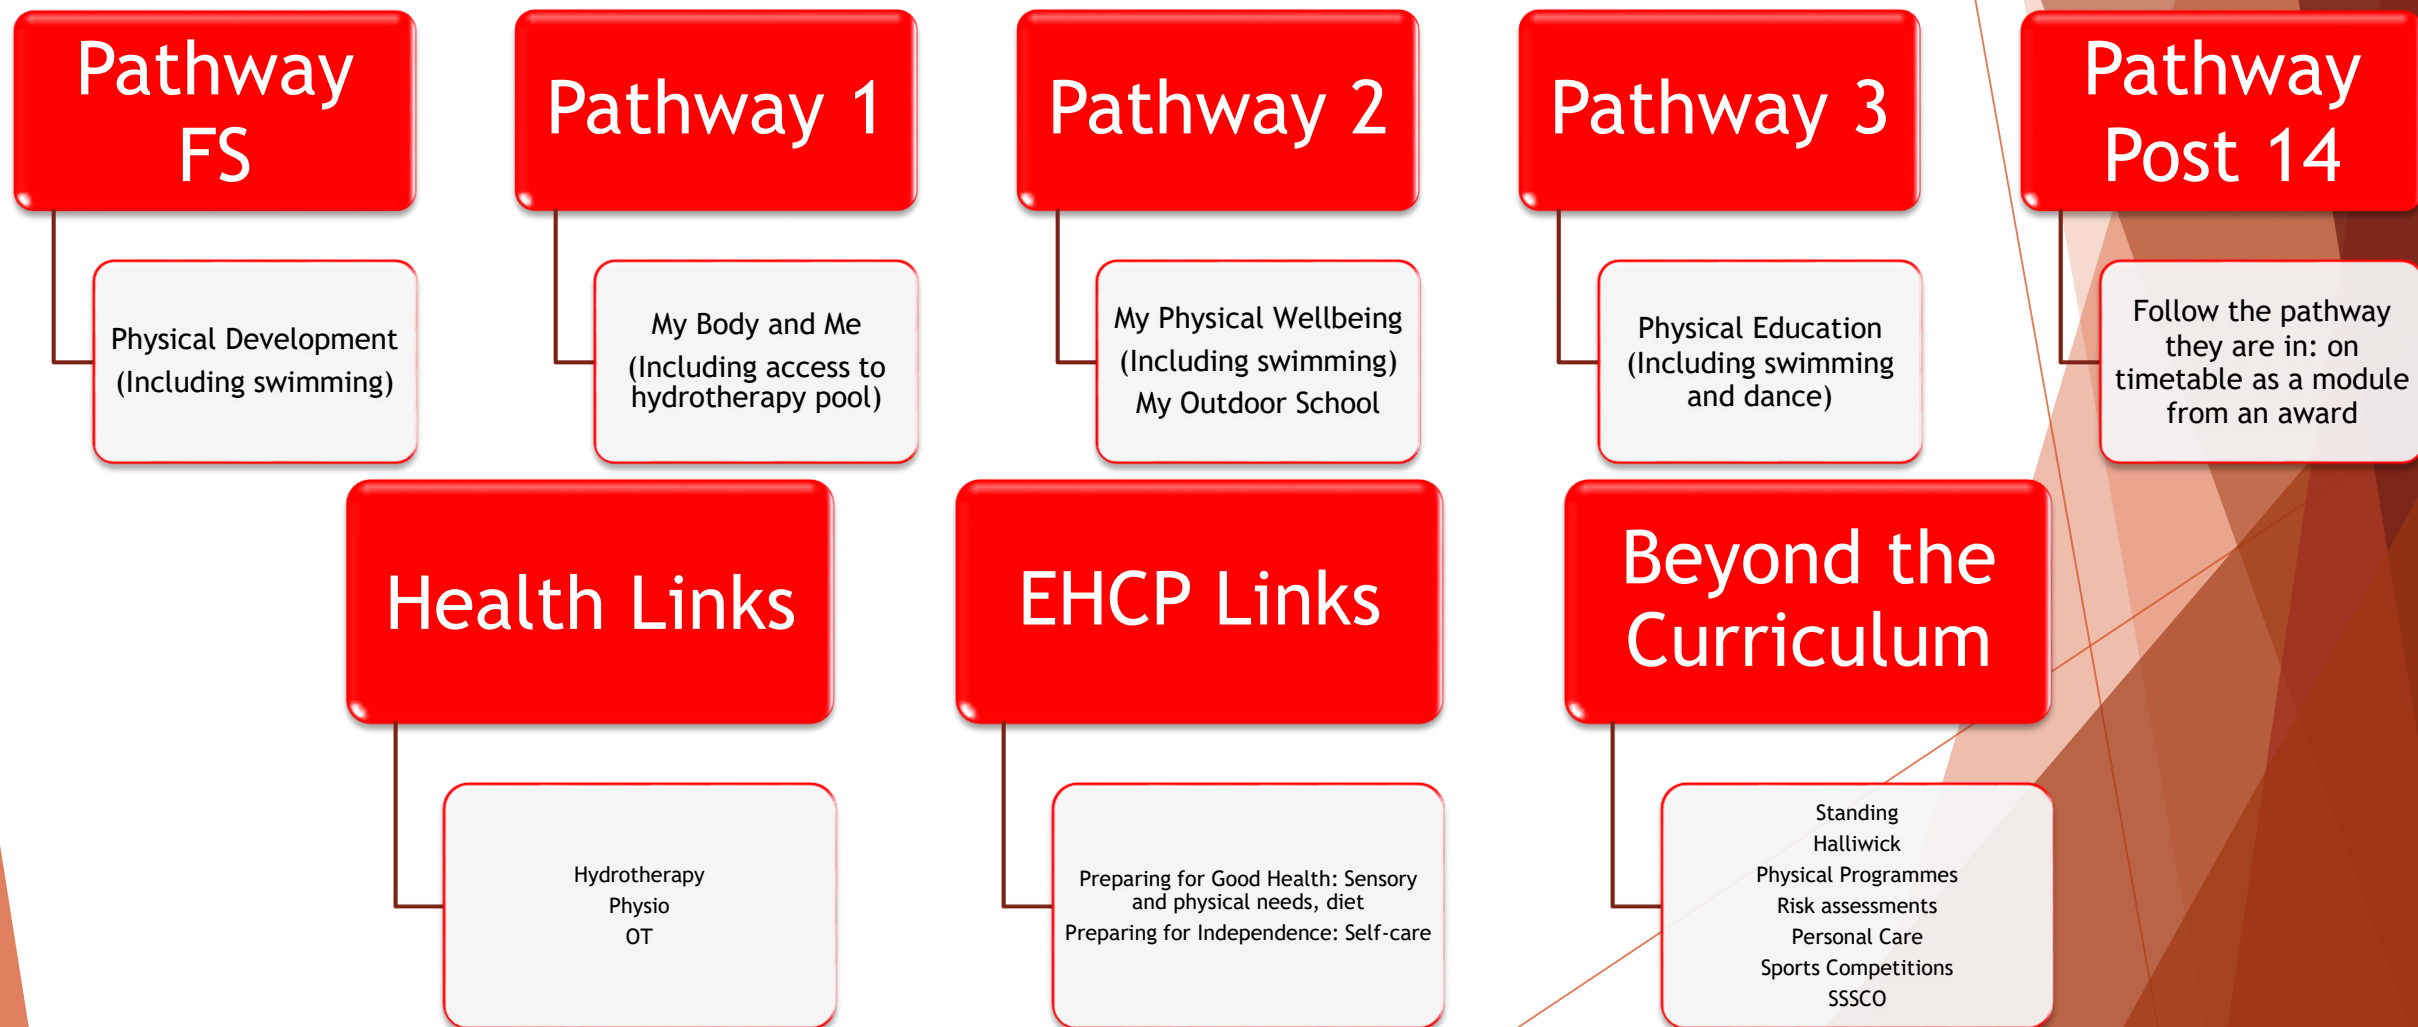 Pathway
FS
Physical Development
(Including swimming)
Pathway 1
My Body and Me
(Including access to
hydrotherapy pool)
Pathway 2
My Physical Wellbeing
(Including swimming)
My Outdoor School
Pathway 3
Physical Education
(Including swimming
and dance)
Pathway
Post 14
Follow the pathway
they are in: on
timetable as a module
from an award
Health Links
Hydrotherapy
Physio
OT
EHCP Links
Preparing for Good Health: Sensory
and physical needs, diet
Preparing for Independence: Self-care
Beyond the
Curriculum
Standing
Halliwick
Physical Programmes
Risk assessments
Personal Care
Sports Competitions
SSSCO